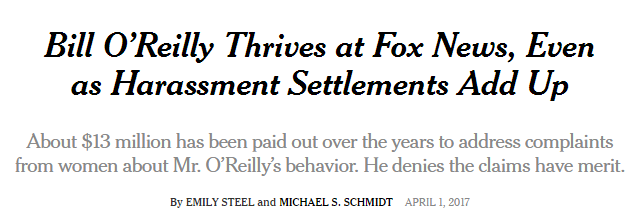 Bill O’Reilly Thrives at Fox News, Even
as Harassment Settlements Add Up
About $13 million has been paid out over the years to address complaints
from women about Mr. O’Reilly’s behavior. He denies the claims have merit.
By EMILY STEEL and MICHAEL S. SCHMIDT APRIL 1, 2017